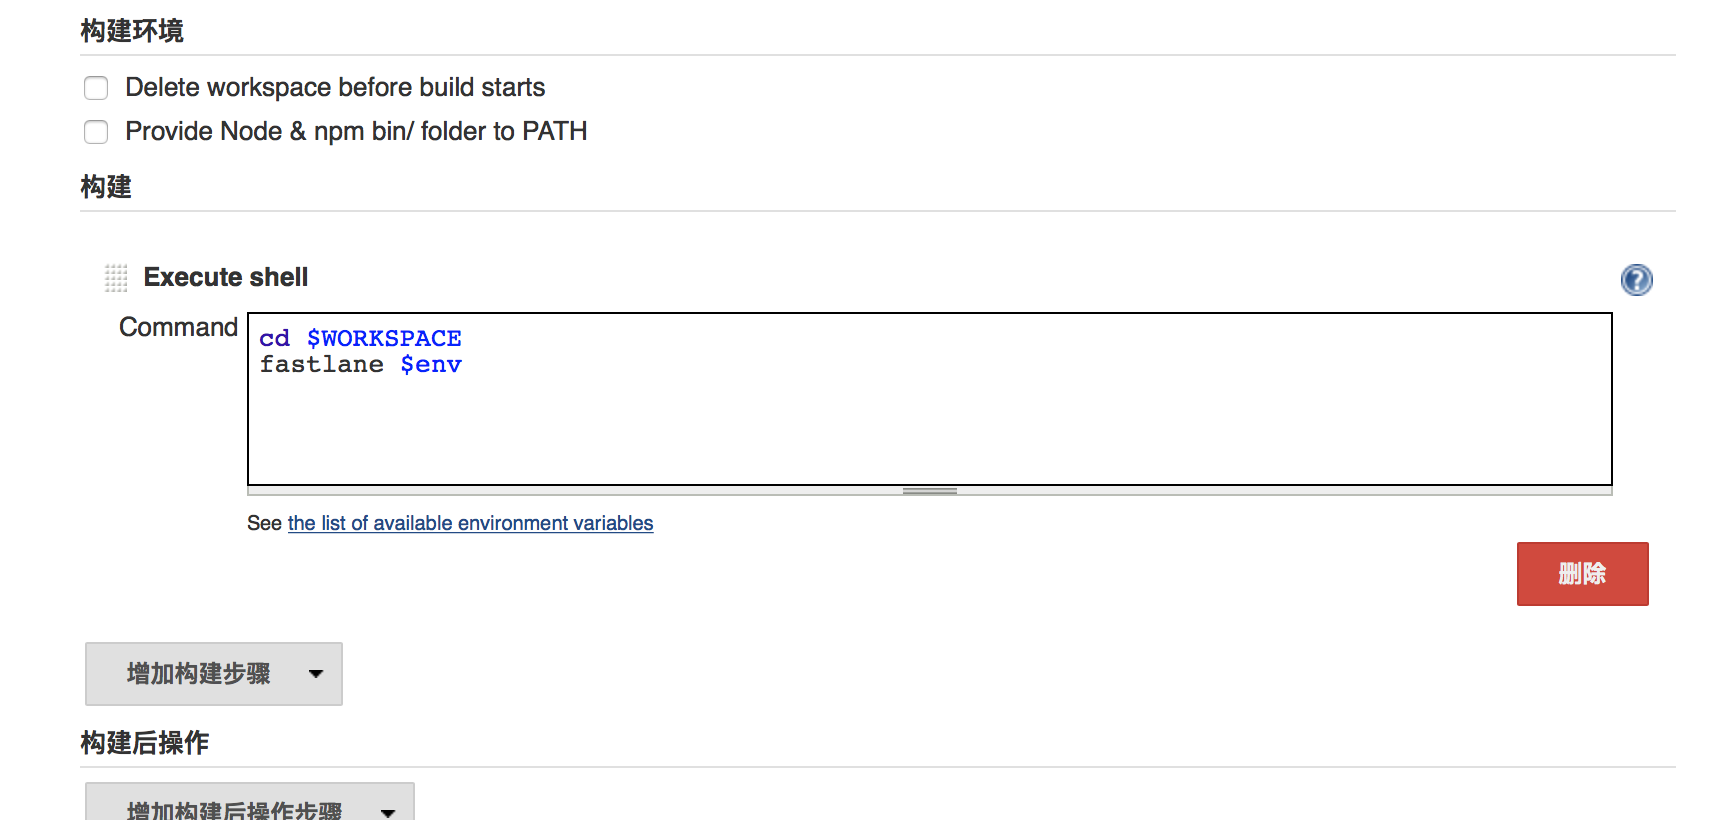 构建环境
Delete workspace before build starts
Provide Node & npm bin/ folder to PATH
构建
Execute shell
Command
cd $WORKSPACE
fastlane $env
See the list of available environment variables
删除
增加构建步骤
构建后操作
增加构建后操作步骤